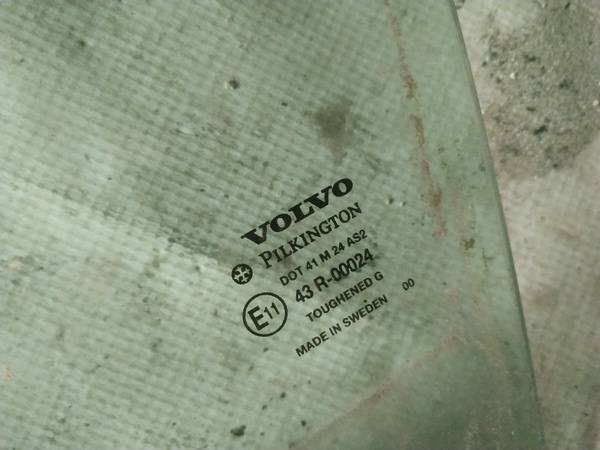 VOLVO
PILKINGTON
DOT 41 M 24 AS2
43 R-00024
E11
TOUGHENED G
MADE IN SWEDEN 00